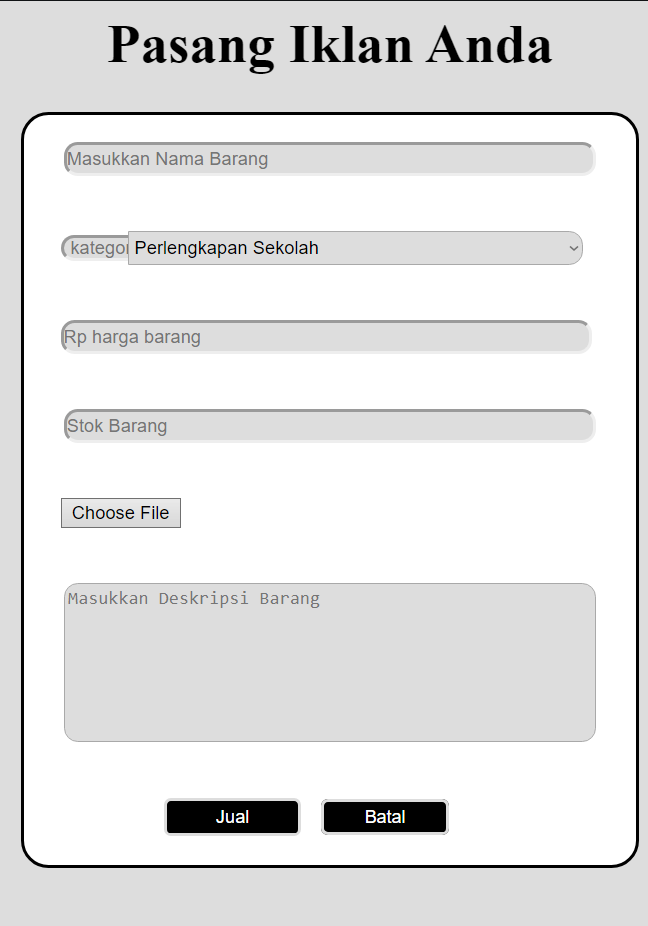 Pasang Iklan Anda
Masukkan Nama Barang
kategor Perlengkapan Sekolah
Rp harga barang
Stok Barang
Choose File
Masukkan Deskripsi Barang
Jual Batal